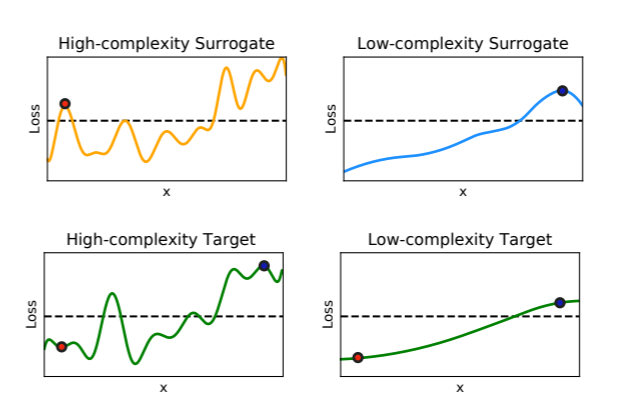 High-complexity Surrogate
Low-complexity Surrogate
Loss
Loss
x
x
High-complexity Target
Low-complexity Target
Loss
Loss
x
x